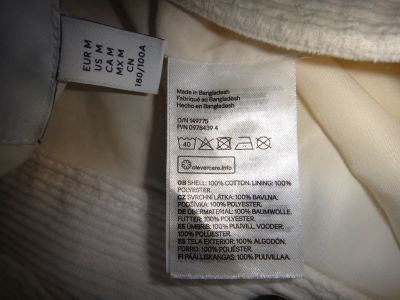 EUR M
US M
CA M
MX M
CN
180/100A
Made in Bangladesh
Fabriqué au Bangladesh
Hecho en Bangladesh
O/N 149775
P/N 0978439 4
40
clevercare.info
GB SHELL: 100% COTTON. LINING: 100%
POLYESTER.
CZ SVRCHNÍ LÁTKA: 100% BAVLNA.
PODŠÍVKA: 100% POLYESTER.
DE OBERMATERIAL: 100% BAUMWOLLE.
FUTTER: 100% POLYESTER.
EE ÜMBRIS: 100% PUUVILL. VOODER:
100% POLÜESTER.
ES TELA EXTERIOR: 100% ALGODÓN.
FORRO: 100% POLIÉSTER.
FI PÄÄLLISKANGAS: 100% PUUVILLAA.